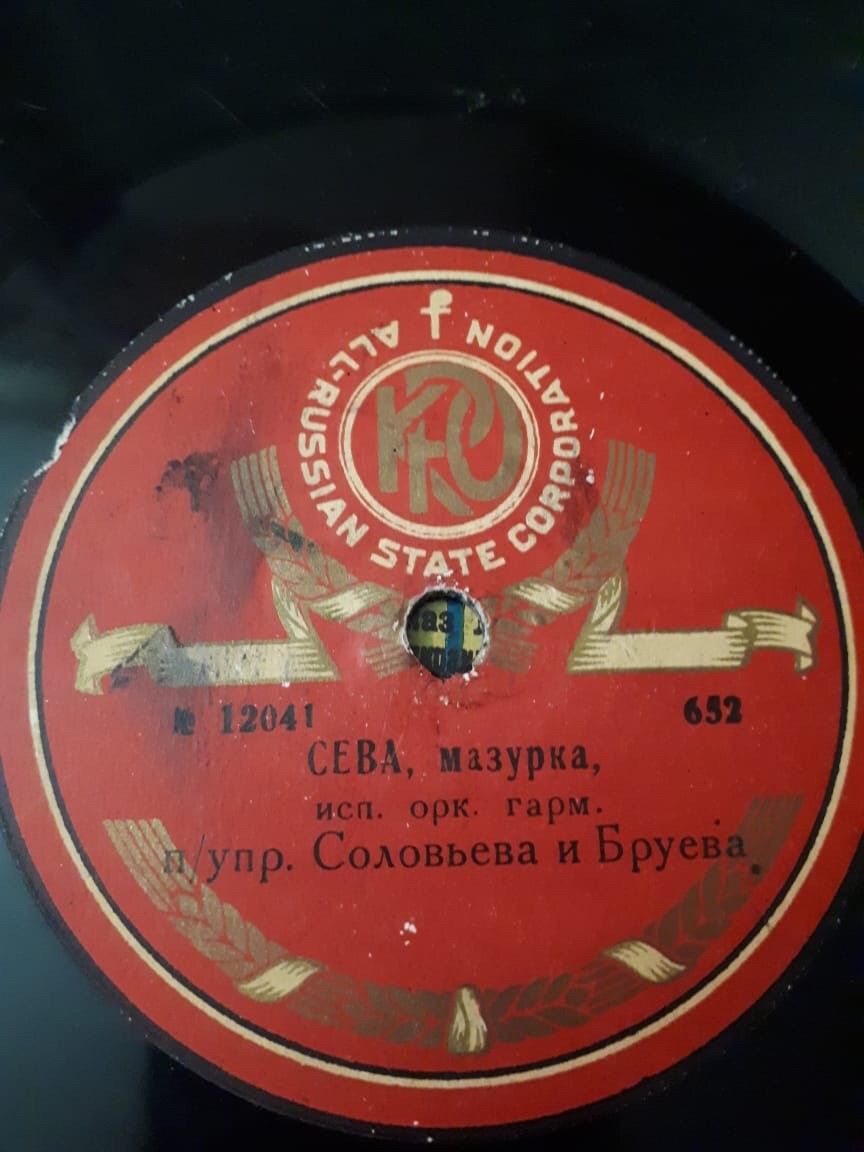 ALL-RUSSIAN STATE CORPORATION
№ 12041 652
СЕВА, мазурка,
исп. орк. гарм.
п/упр. Соловьева и Бруева.